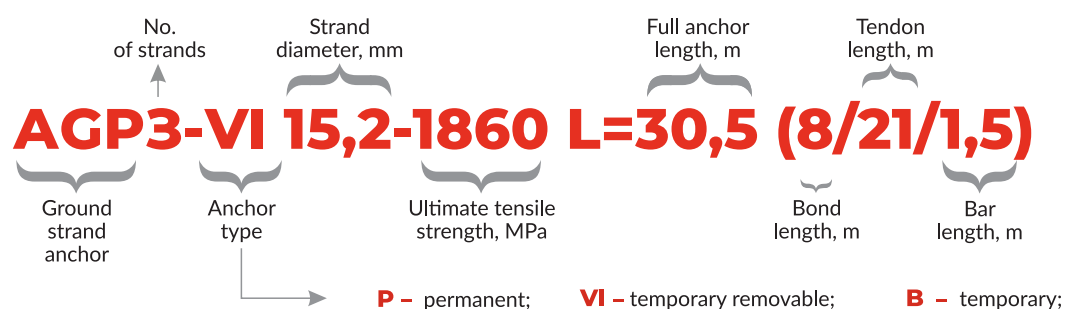 No.
of strands
Strand
diameter, mm
Full anchor
length, m
Tendon
length, m
AGP3-VI 15,2-1860 L=30,5 (8/21/1,5)
Ground
strand
anchor
Anchor
type
Ultimate tensile
strength, MPa
Bond
length, m
Bar
length, m
P – permanent; VI – temporary removable; B – temporary;